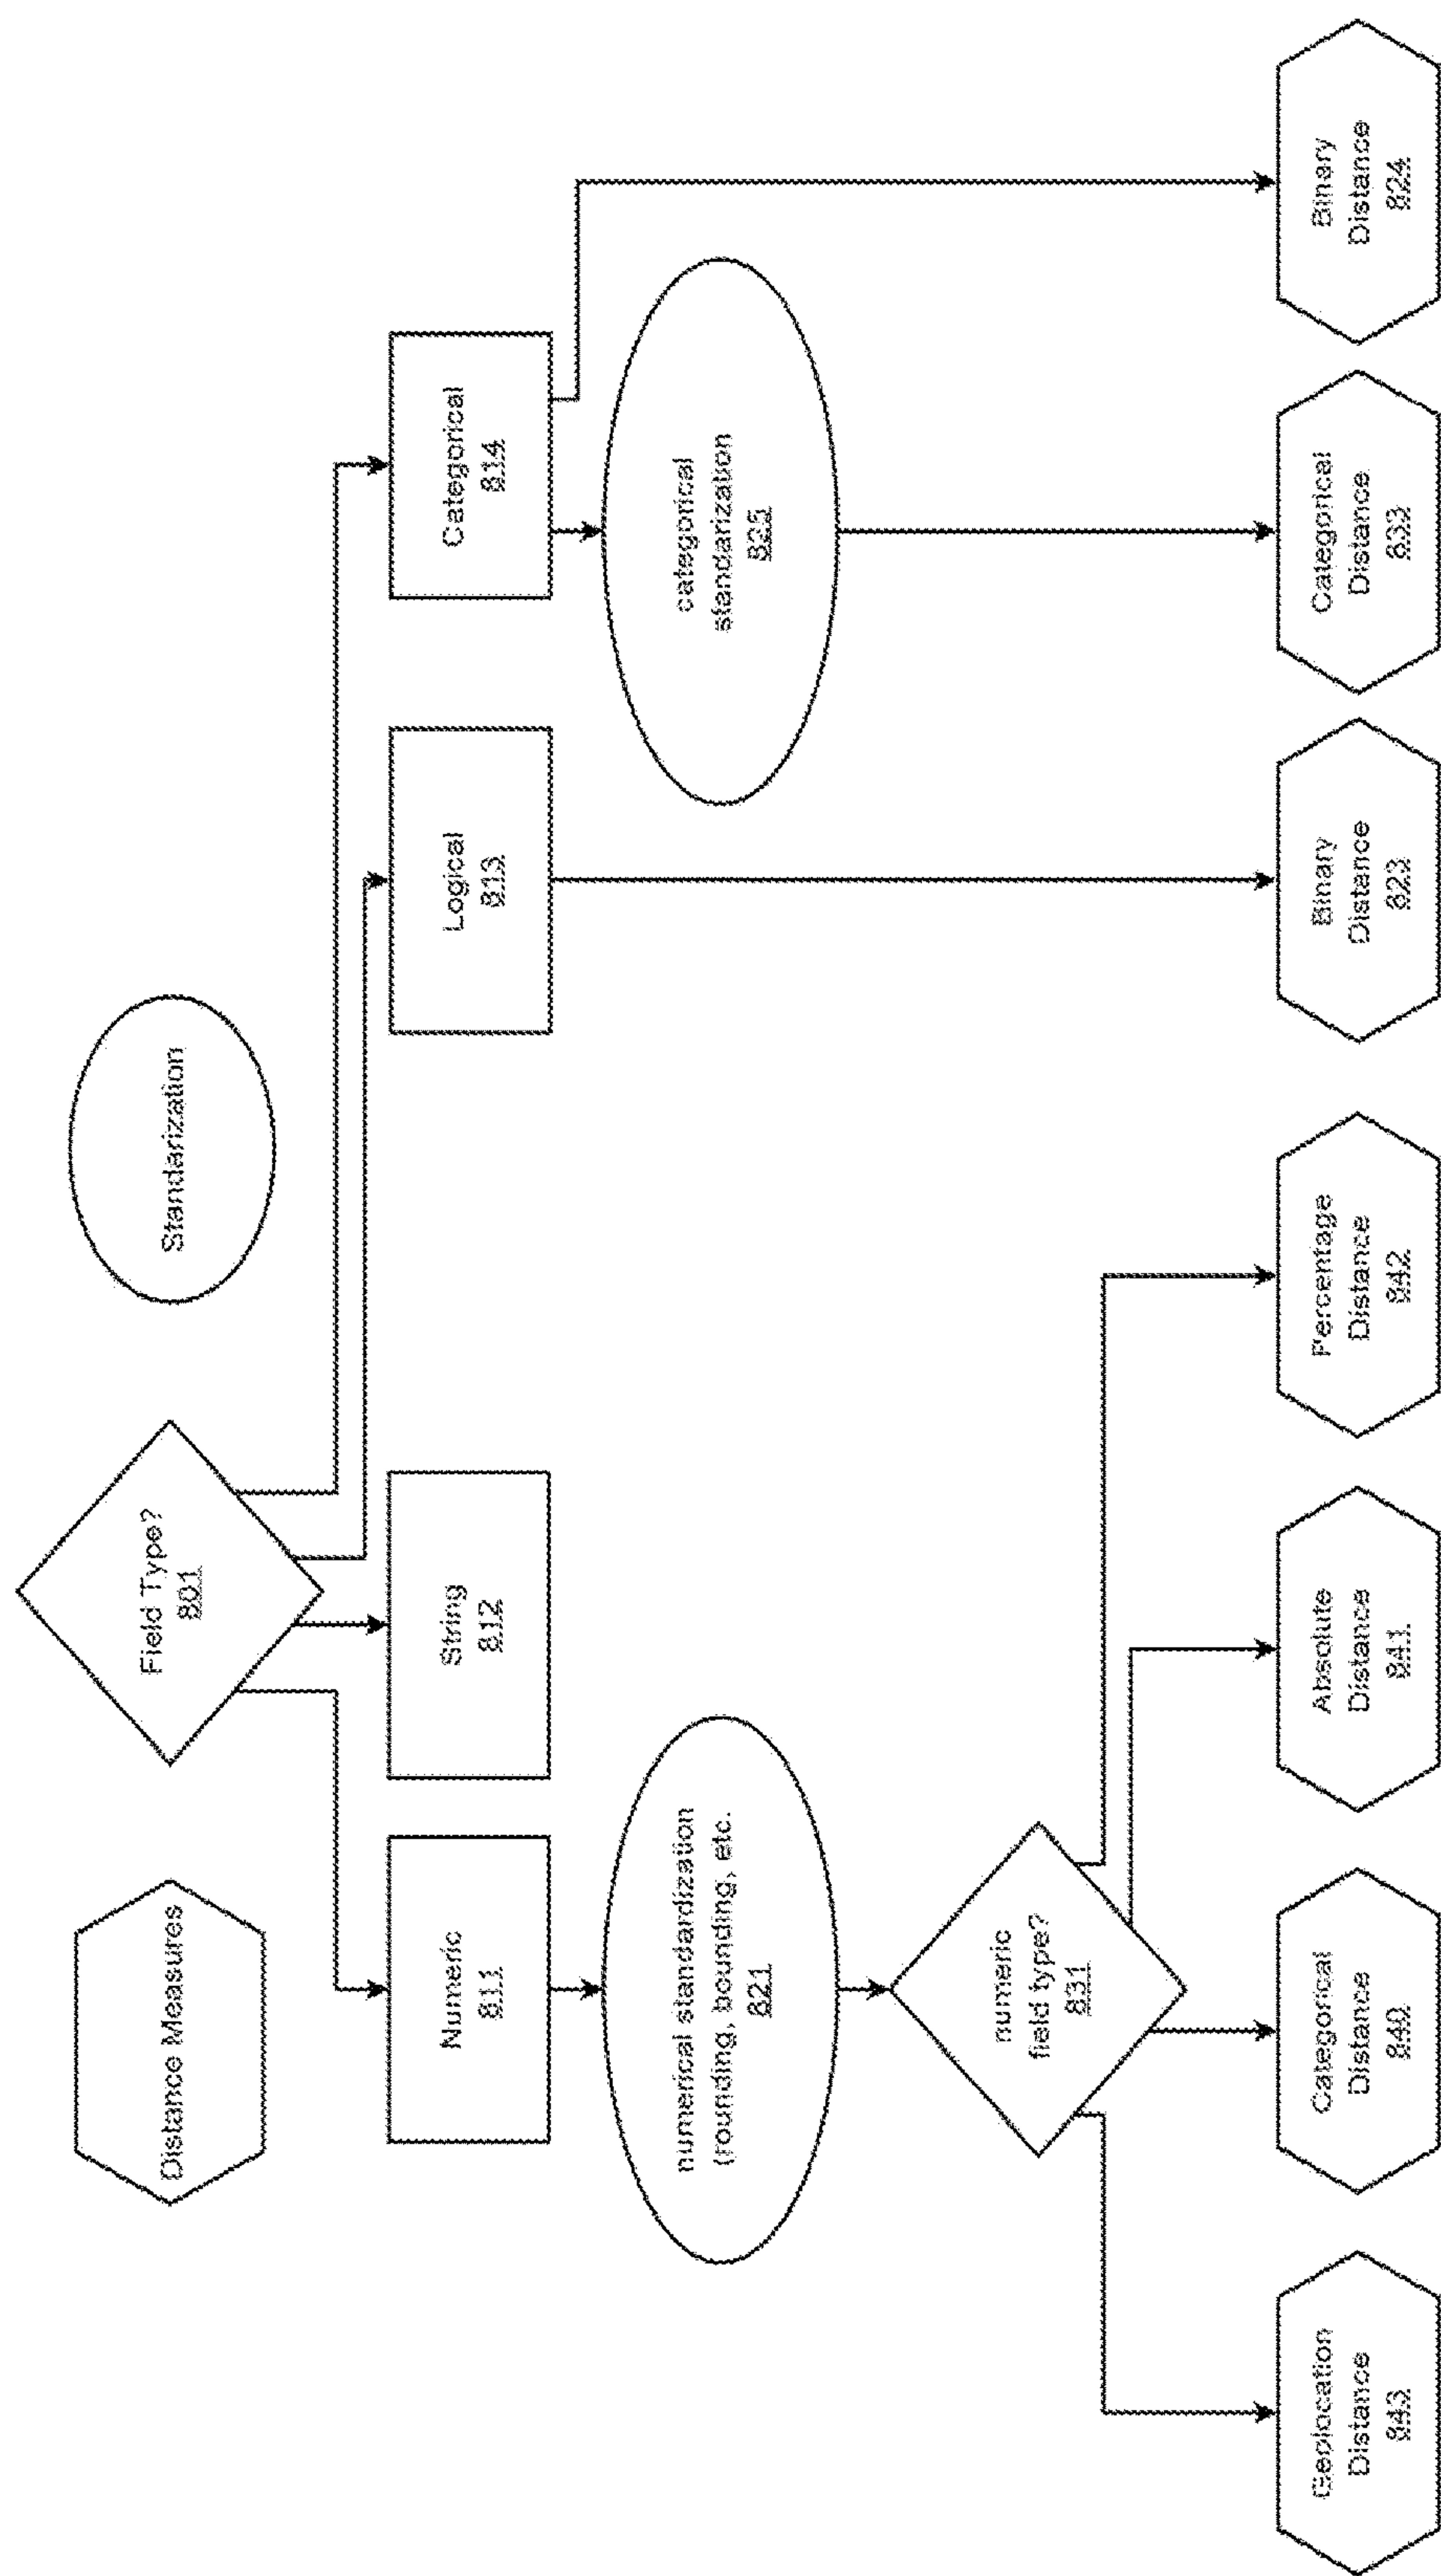 Distance Measures
Field Type?
801
Standarization
Numeric
811
String
812
Logical
813
Categorical
814
numerical standardization
(rounding, bounding, etc.
821
categorical
standarization
825
numeric
field type?
831
Geolocation
Distance
843
Categorical
Distance
840
Absolute
Distance
841
Percentage
Distance
842
Binary
Distance
823
Categorical
Distance
833
Binary
Distance
824